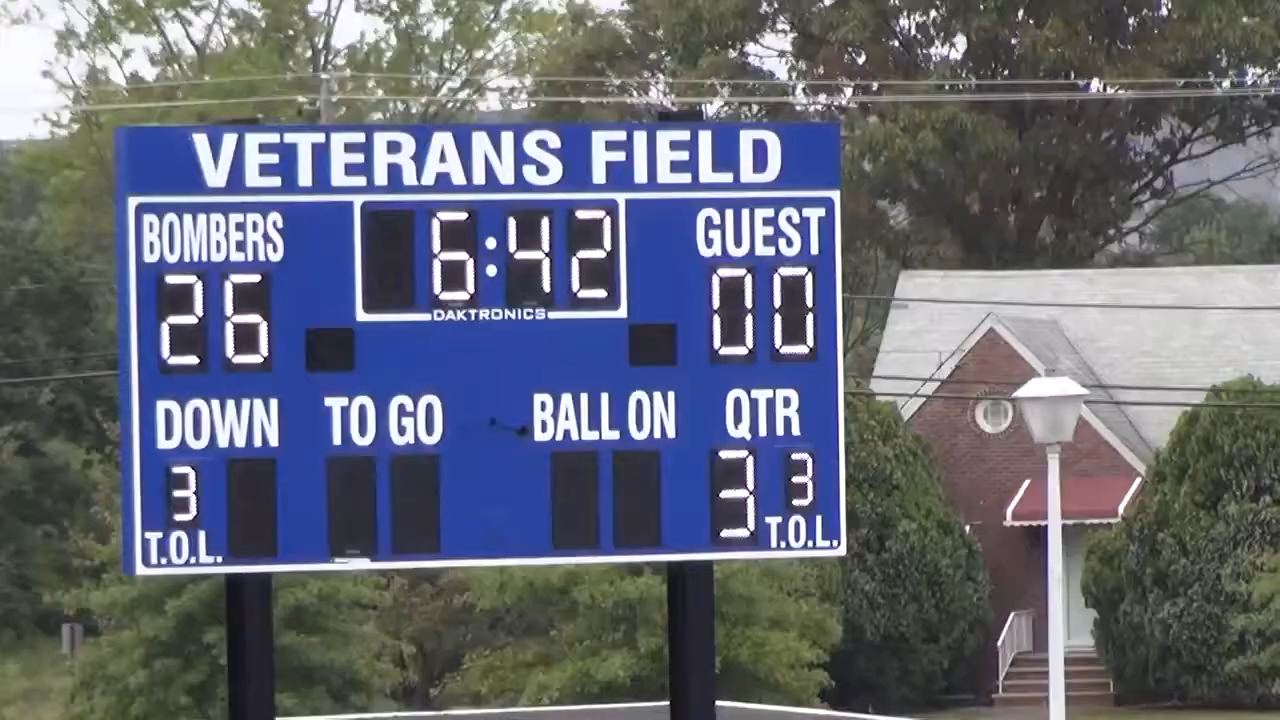 VETERANS FIELD
BOMBERS 6:42 GUEST
26 DAKTRONICS 00
DOWN TO GO BALL ON QTR
3 3 3
T.O.L. T.O.L.